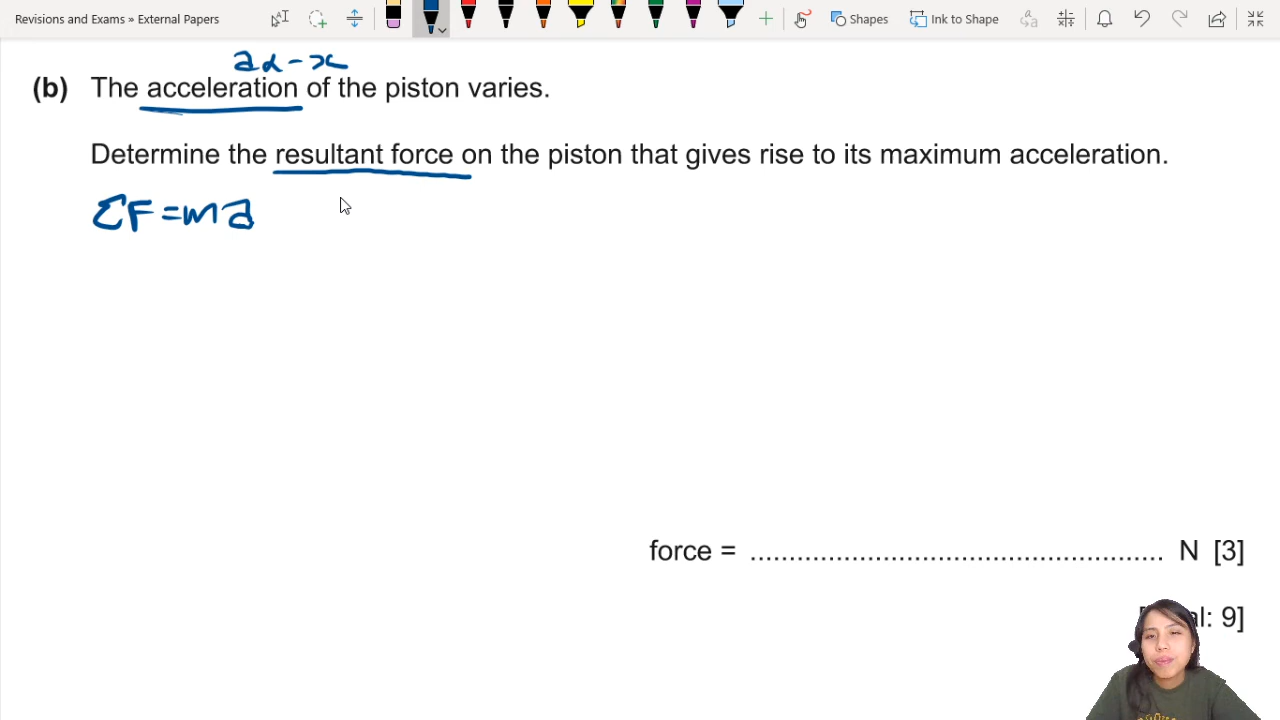 Revisions and Exams » External Papers
Shapes
Ink to Shape
a α - x
(b) The acceleration of the piston varies.
Determine the resultant force on the piston that gives rise to its maximum acceleration.
ΣF = ma
force = ........................................................ N [3]
: 9]